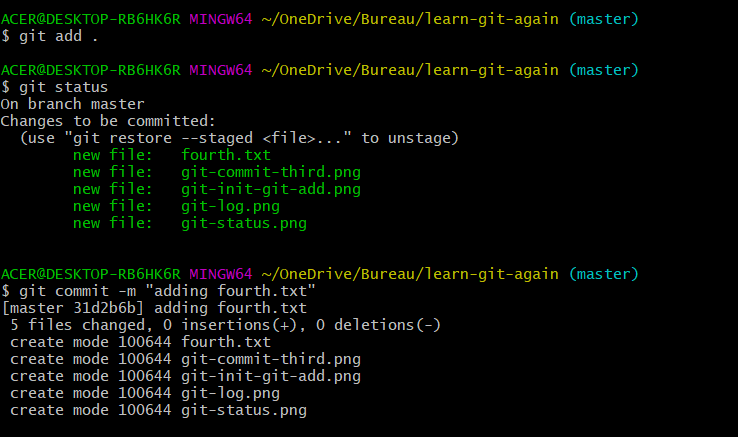 ACER@DESKTOP-RB6HK6R MINGW64 ~/OneDrive/Bureau/learn-git-again (master)
$ git add .
ACER@DESKTOP-RB6HK6R MINGW64 ~/OneDrive/Bureau/learn-git-again (master)
$ git status
On branch master
Changes to be committed:
  (use "git restore --staged <file>..." to unstage)
        new file:   fourth.txt
        new file:   git-commit-third.png
        new file:   git-init-git-add.png
        new file:   git-log.png
        new file:   git-status.png
ACER@DESKTOP-RB6HK6R MINGW64 ~/OneDrive/Bureau/learn-git-again (master)
$ git commit -m "adding fourth.txt"
[master 31d2b6b] adding fourth.txt
 5 files changed, 0 insertions(+), 0 deletions(-)
 create mode 100644 fourth.txt
 create mode 100644 git-commit-third.png
 create mode 100644 git-init-git-add.png
 create mode 100644 git-log.png
 create mode 100644 git-status.png